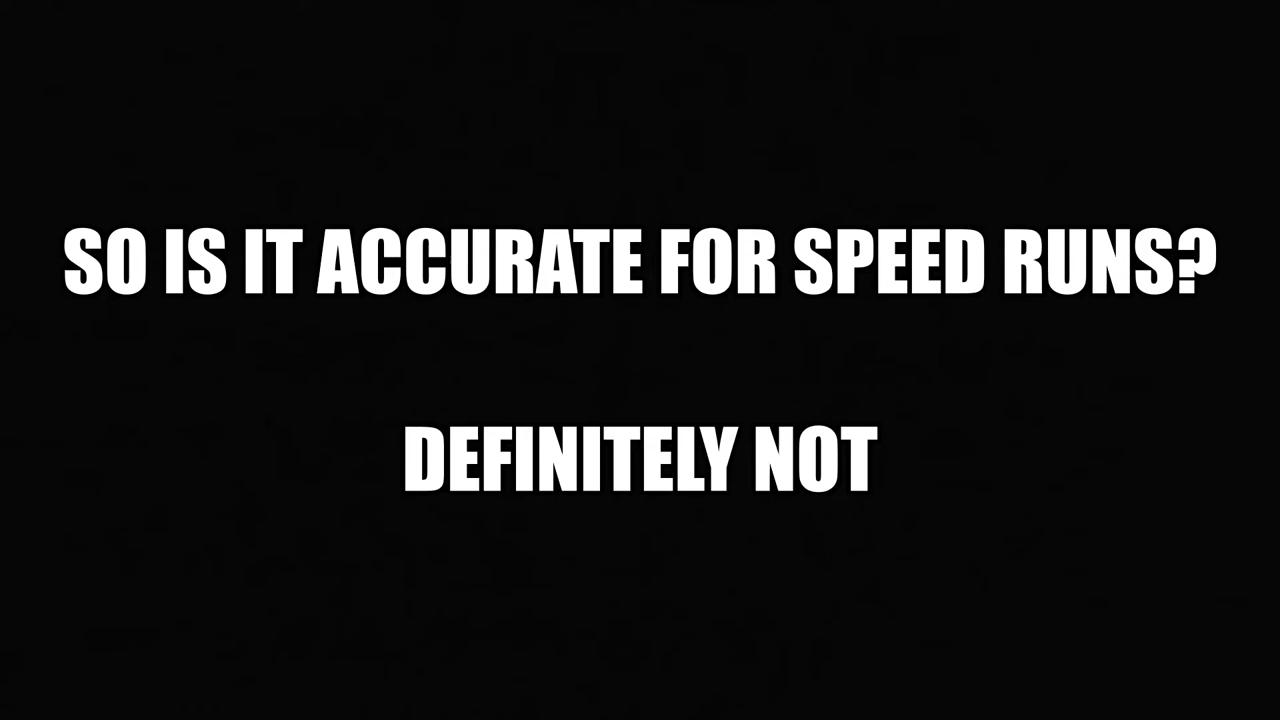 SO IS IT ACCURATE FOR SPEED RUNS?
DEFINITELY NOT